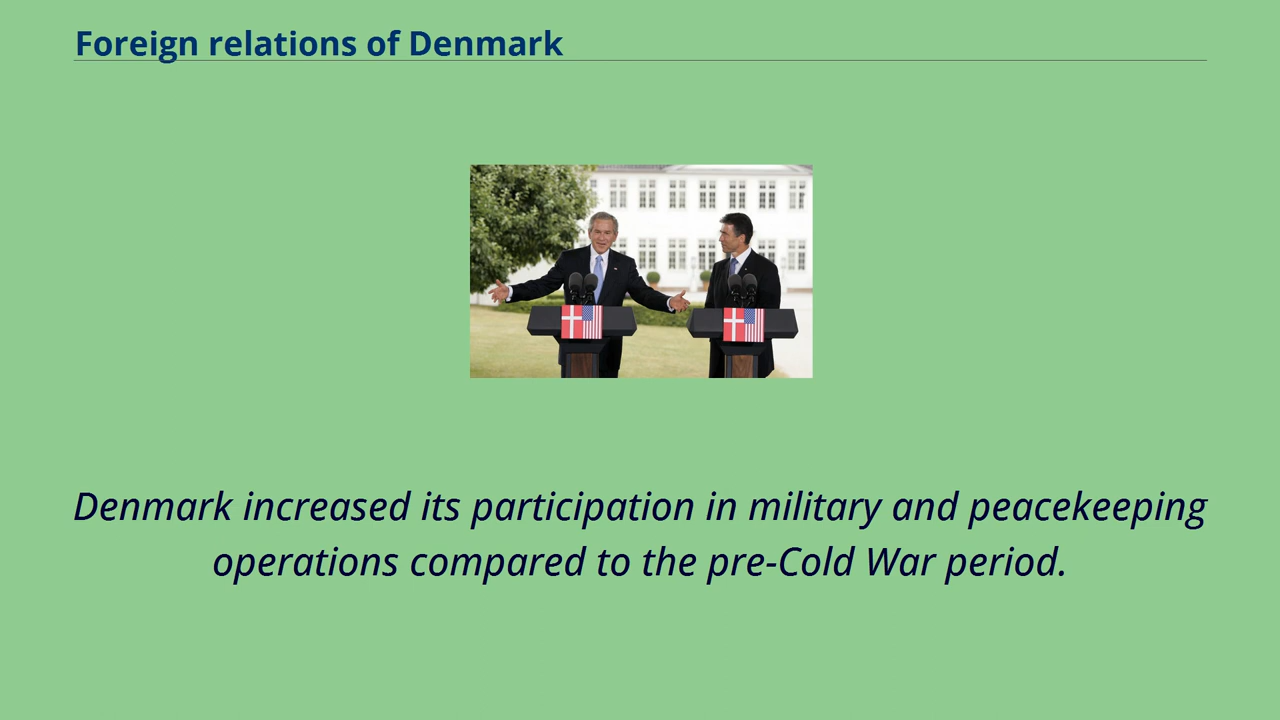 Foreign relations of Denmark
Denmark increased its participation in military and peacekeeping
operations compared to the pre-Cold War period.